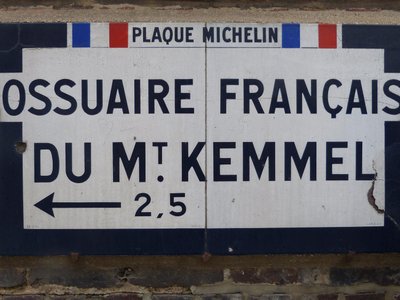 PLAQUE MICHELIN
OSSUAIRE FRANÇAIS
DU MT. KEMMEL
← 2,5